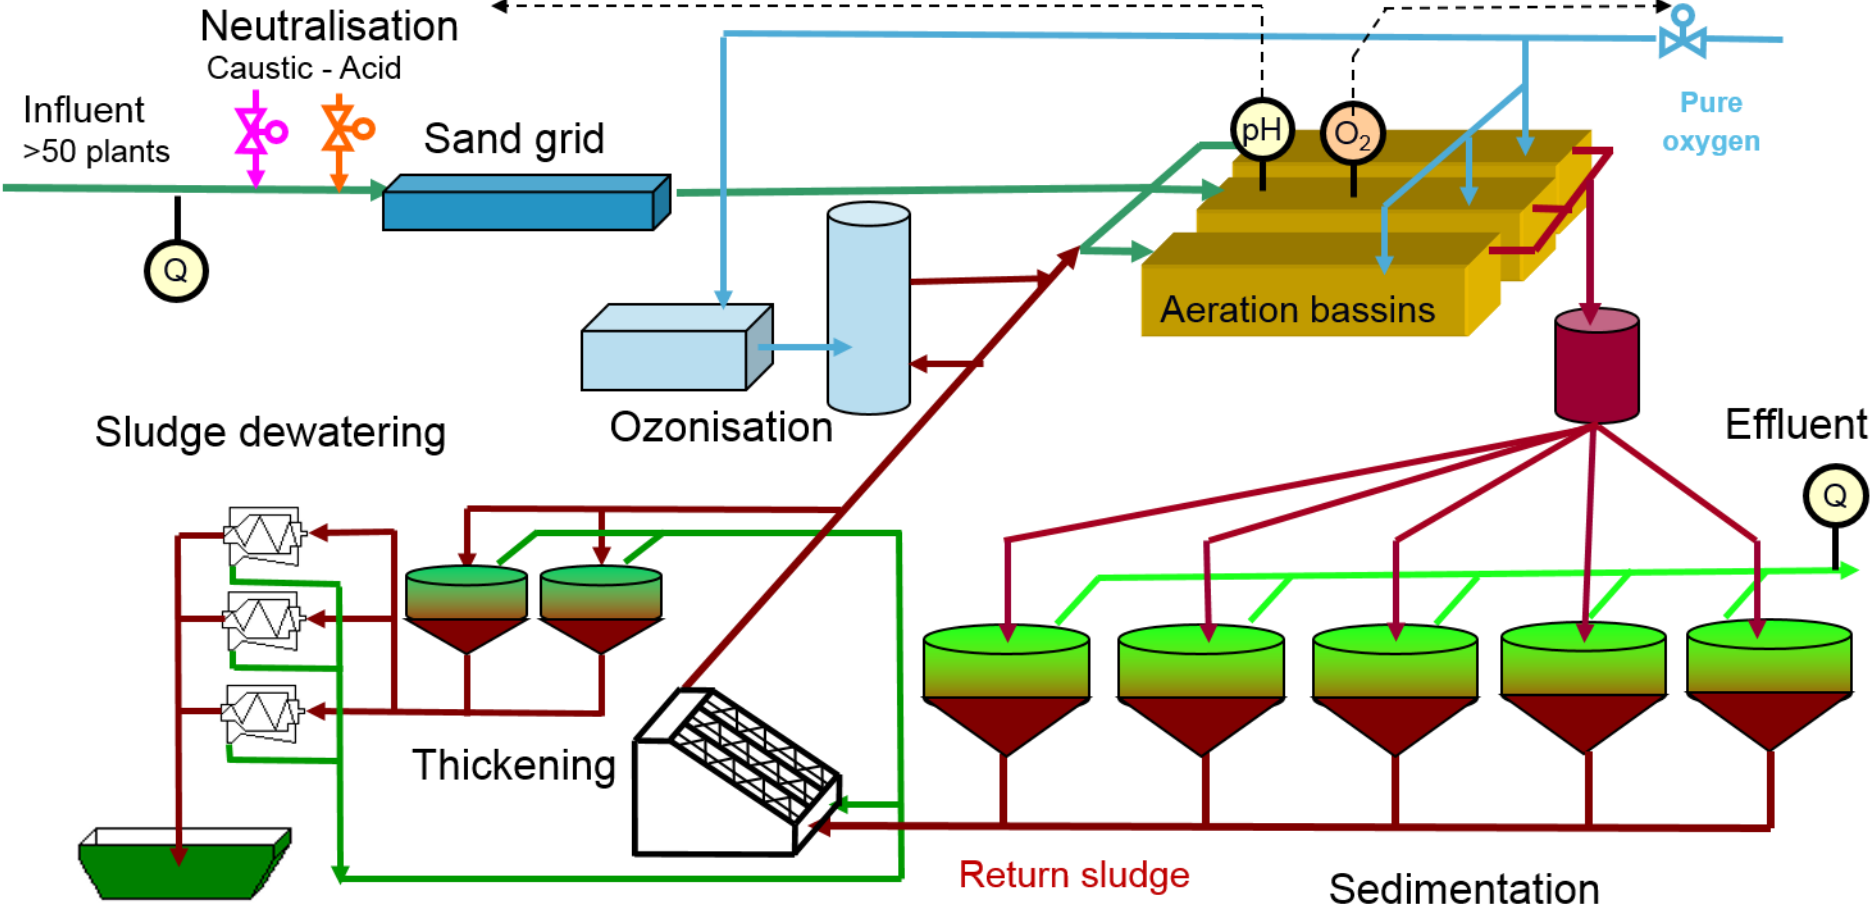 Neutralisation
Caustic - Acid
Influent
>50 plants
Sand grid
pH
O₂
Pure
oxygen
Q
Aeration bassins
Ozonisation
Sludge dewatering
Effluent
Q
Thickening
Return sludge
Sedimentation